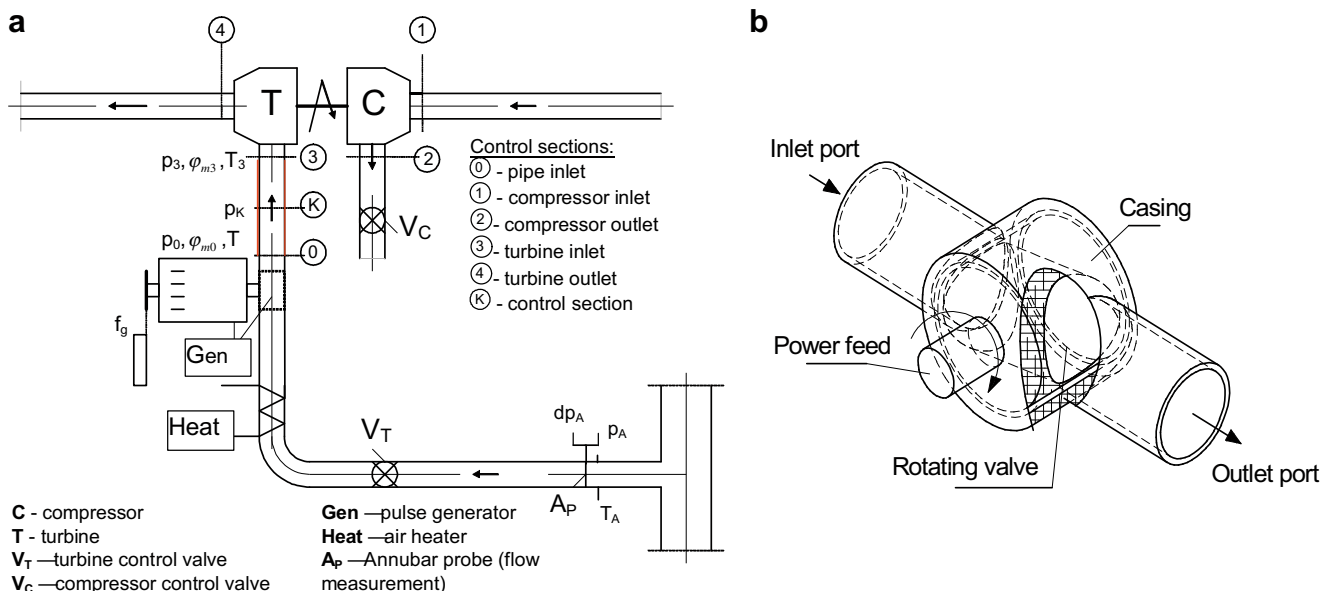 a
4
1
T
C
p3, φm3, T3
3
2
Control sections:
0 - pipe inlet
1 - compressor inlet
2 - compressor outlet
3 - turbine inlet
4 - turbine outlet
K - control section
pK
K
VC
p0, φm0, T
0
fg
Gen
Heat
VT
dpA
pA
AP
TA
C - compressor
T - turbine
VT —turbine control valve
VC —compressor control valve
Gen —pulse generator
Heat —air heater
AP —Annubar probe (flow
measurement)
b
Inlet port
Casing
Power feed
Rotating valve
Outlet port